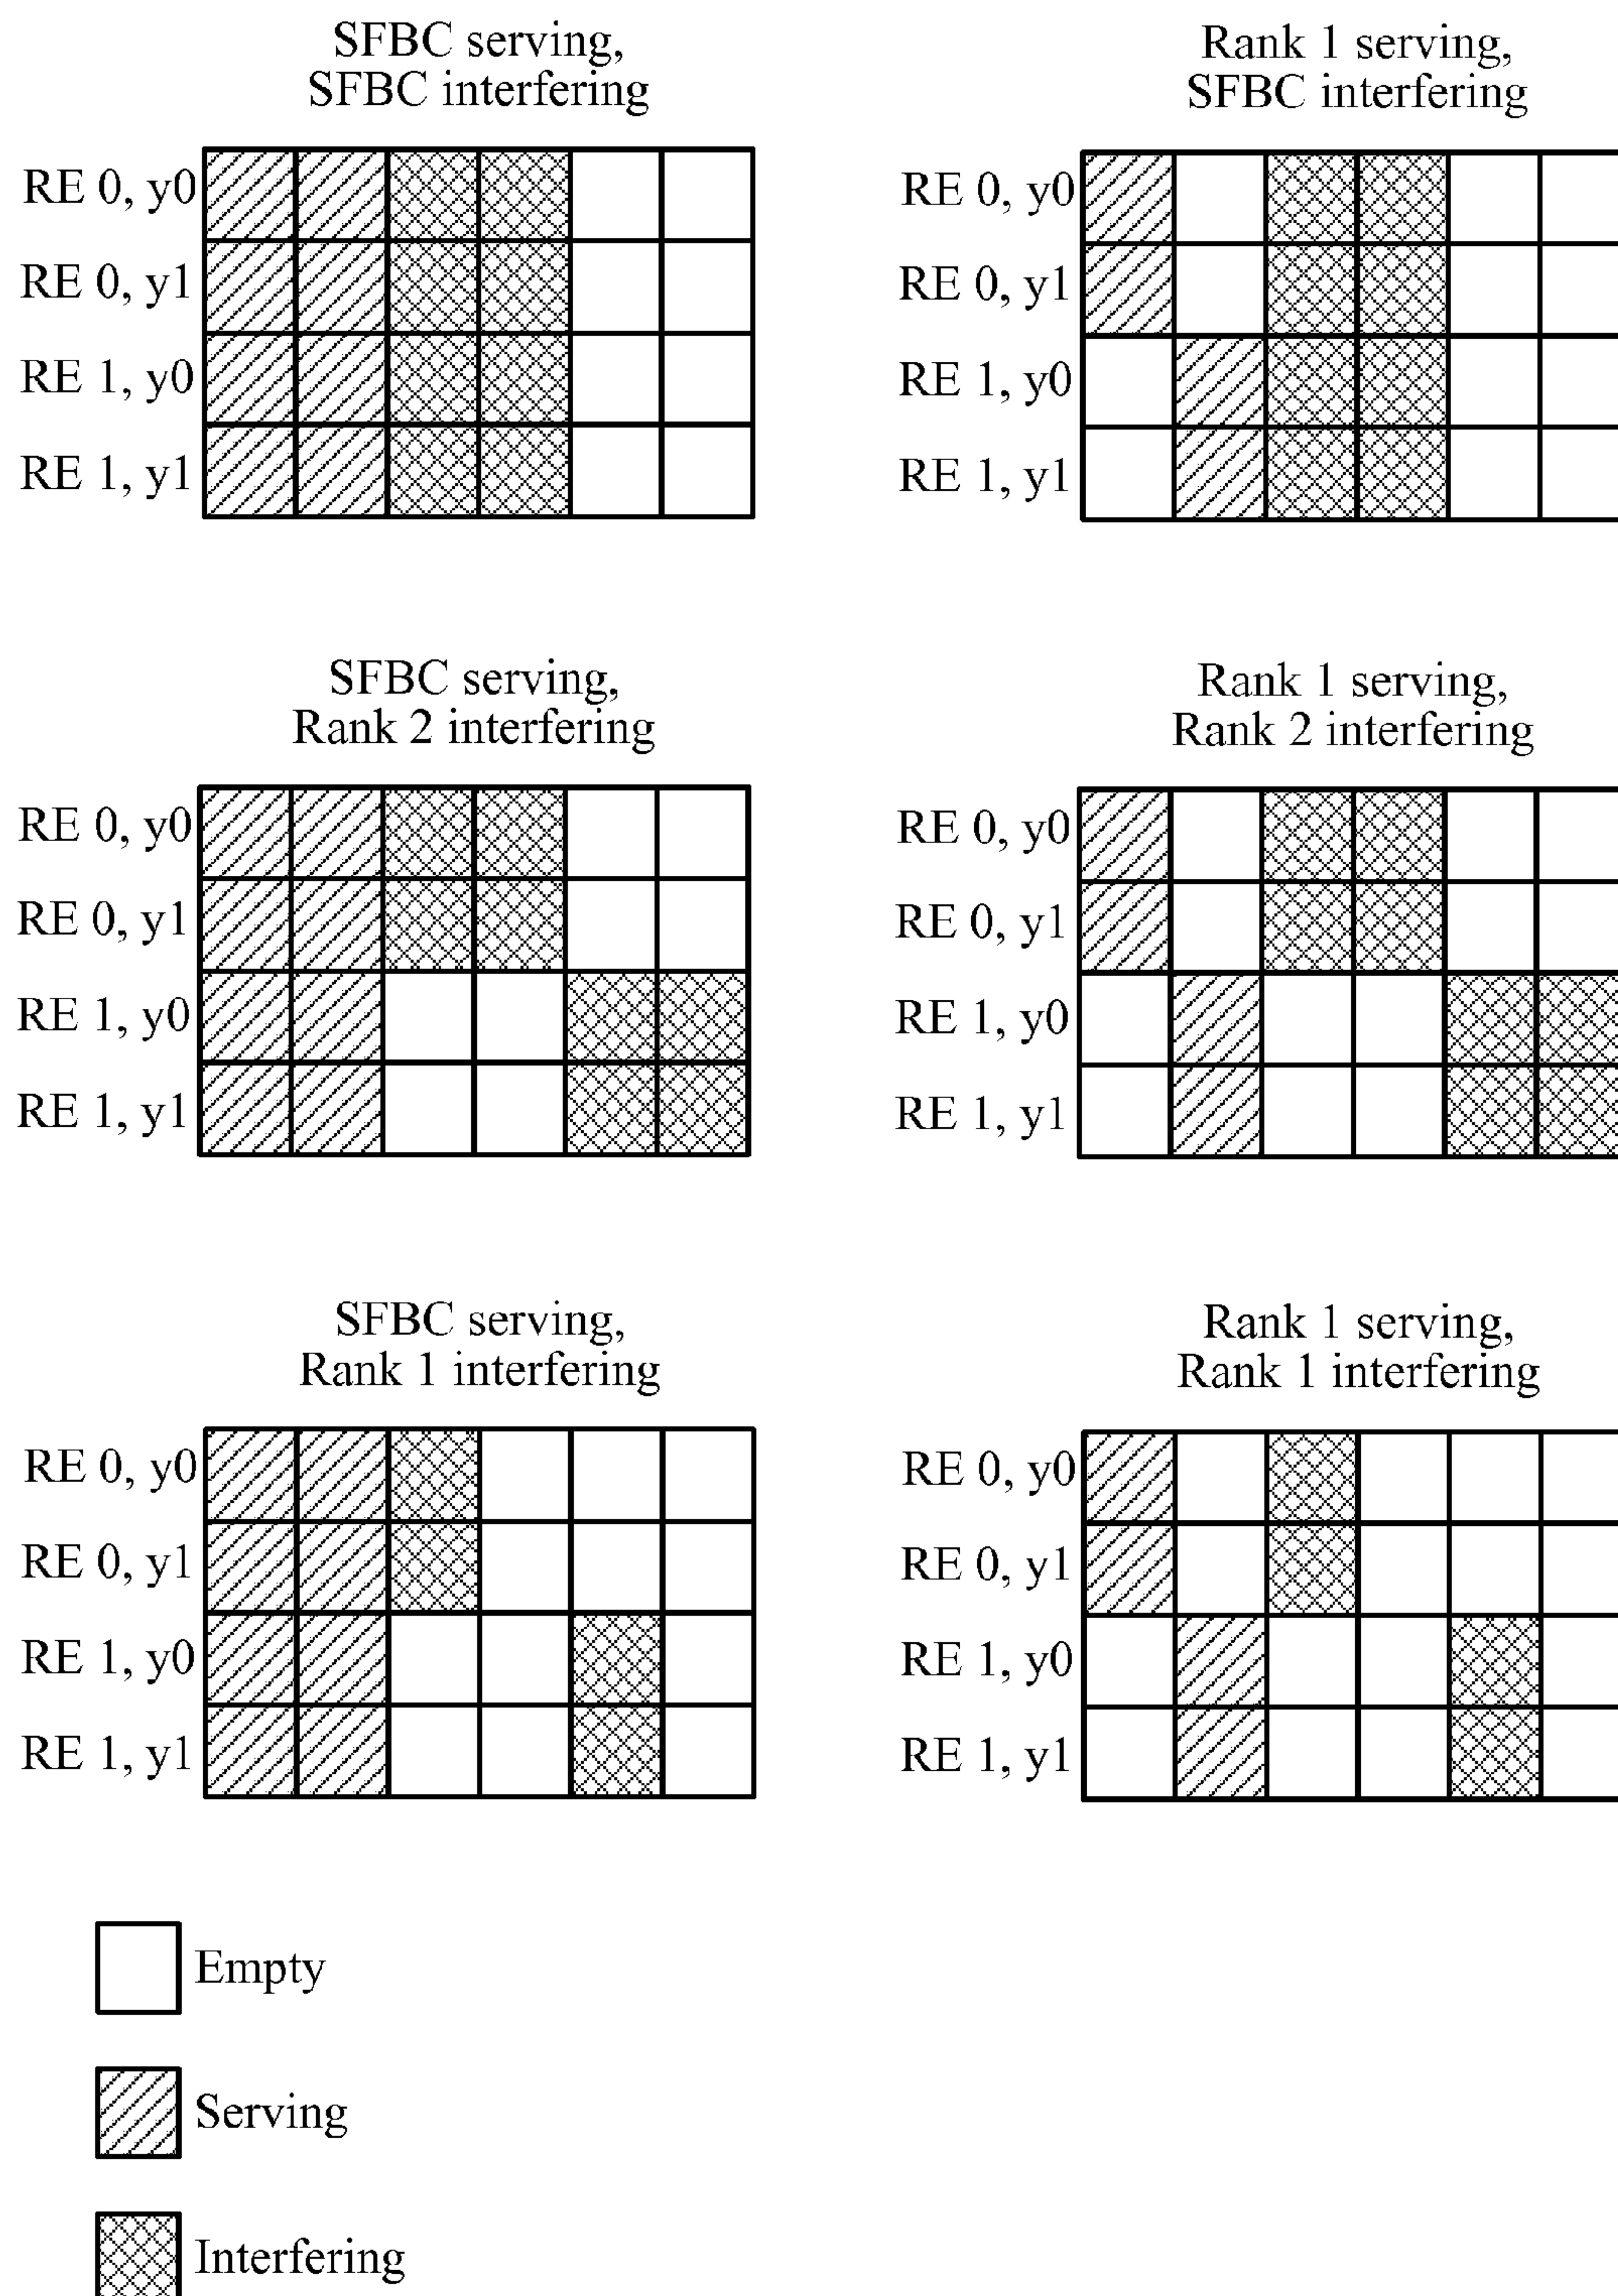 SFBC serving,
SFBC interfering
RE 0, y0
RE 0, y1
RE 1, y0
RE 1, y1
Rank 1 serving,
SFBC interfering
RE 0, y0
RE 0, y1
RE 1, y0
RE 1, y1
SFBC serving,
Rank 2 interfering
RE 0, y0
RE 0, y1
RE 1, y0
RE 1, y1
Rank 1 serving,
Rank 2 interfering
RE 0, y0
RE 0, y1
RE 1, y0
RE 1, y1
SFBC serving,
Rank 1 interfering
RE 0, y0
RE 0, y1
RE 1, y0
RE 1, y1
Rank 1 serving,
Rank 1 interfering
RE 0, y0
RE 0, y1
RE 1, y0
RE 1, y1
Empty
Serving
Interfering